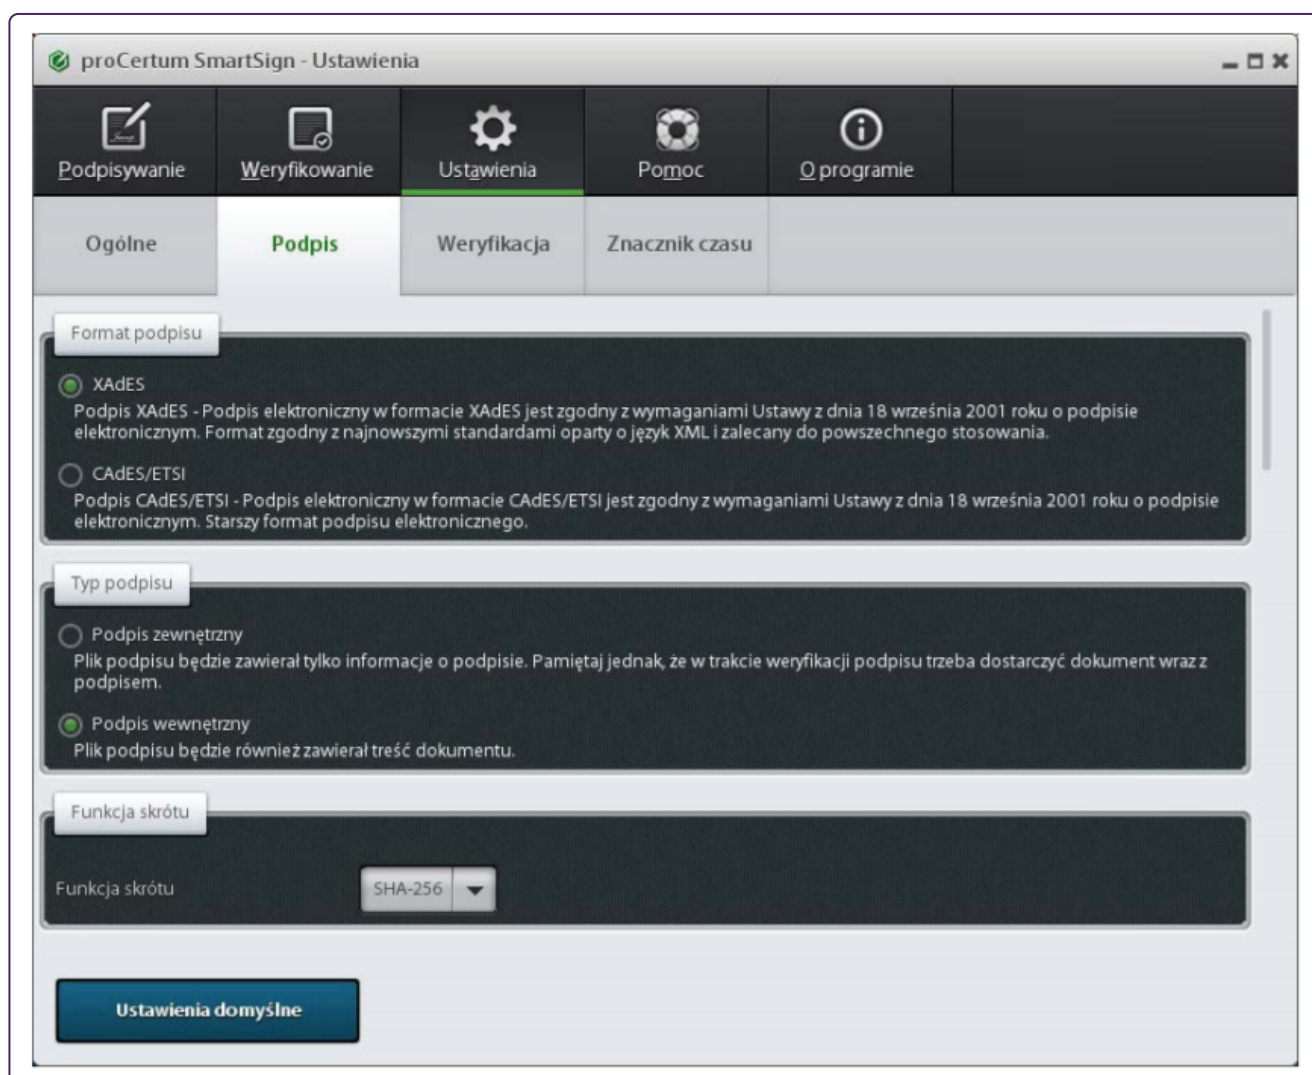 proCertum SmartSign - Ustawienia
Podpisywanie
Weryfikowanie
Ustawienia
Pomoc
O programie
Ogólne
Podpis
Weryfikacja
Znacznik czasu
Format podpisu
XAdES
Podpis XAdES - Podpis elektroniczny w formacie XAdES jest zgodny z wymaganiami Ustawy z dnia 18 września 2001 roku o podpisie
elektronicznym. Format zgodny z najnowszymi standardami oparty o język XML i zalecany do powszechnego stosowania.
CAdES/ETSI
Podpis CAdES/ETSI - Podpis elektroniczny w formacie CAdES/ETSI jest zgodny z wymaganiami Ustawy z dnia 18 września 2001 roku o podpisie
elektronicznym. Starszy format podpisu elektronicznego.
Typ podpisu
Podpis zewnętrzny
Plik podpisu będzie zawierał tylko informacje o podpisie. Pamiętaj jednak, że w trakcie weryfikacji podpisu trzeba dostarczyć dokument wraz z
podpisem.
Podpis wewnętrzny
Plik podpisu będzie również zawierał treść dokumentu.
Funkcja skrótu
Funkcja skrótu
SHA-256
Ustawienia domyślne